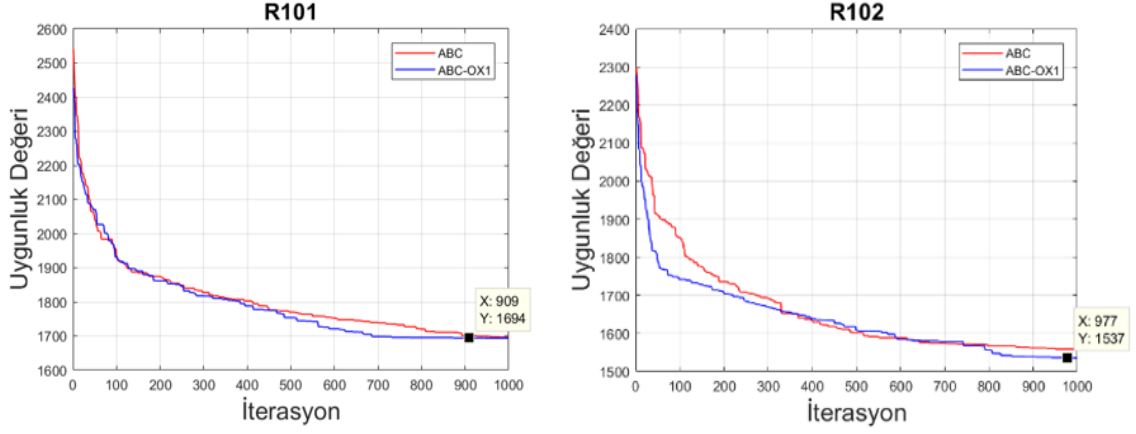 R101
2600
2500
2400
2300
2200
2100
2000
1900
1800
1700
1600
Uygunluk Değeri
ABC
ABC-OX1
X: 909
Y: 1694
0 100 200 300 400 500 600 700 800 900 1000
İterasyon
R102
2400
2300
2200
2100
2000
1900
1800
1700
1600
1500
Uygunluk Değeri
ABC
ABC-OX1
X: 977
Y: 1537
0 100 200 300 400 500 600 700 800 900 1000
İterasyon